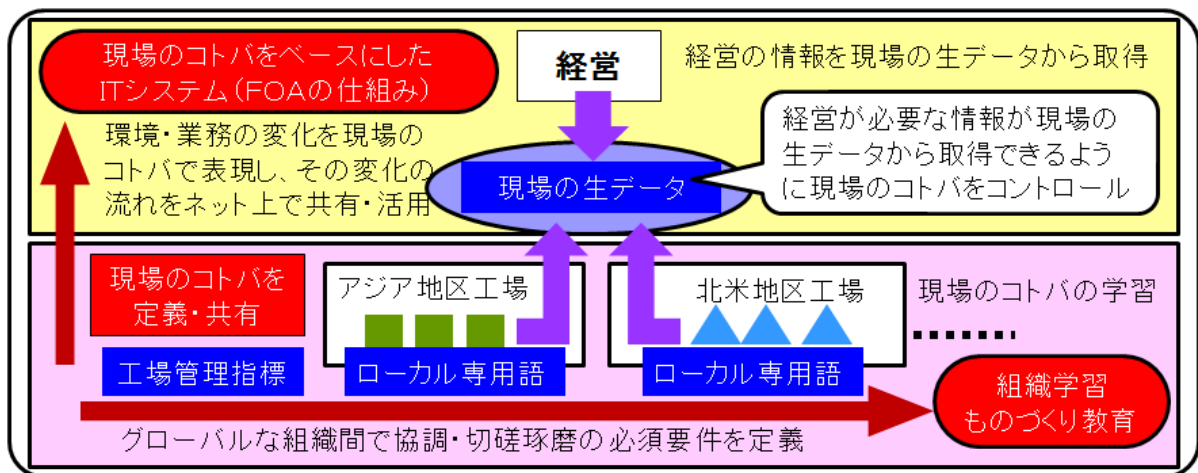 現場のコトバをベースにした
ITシステム(FOAの仕組み)
経営
経営の情報を現場の生データから取得
環境・業務の変化を現場の
コトバで表現し、その変化の
流れをネット上で共有・活用
現場の生データ
経営が必要な情報が現場の
生データから取得できるよう
に現場のコトバをコントロール
現場のコトバを
定義・共有
工場管理指標
アジア地区工場
ローカル専用語
北米地区工場
ローカル専用語
現場のコトバの学習
組織学習
ものづくり教育
グローバルな組織間で協調・切磋琢磨の必須要件を定義